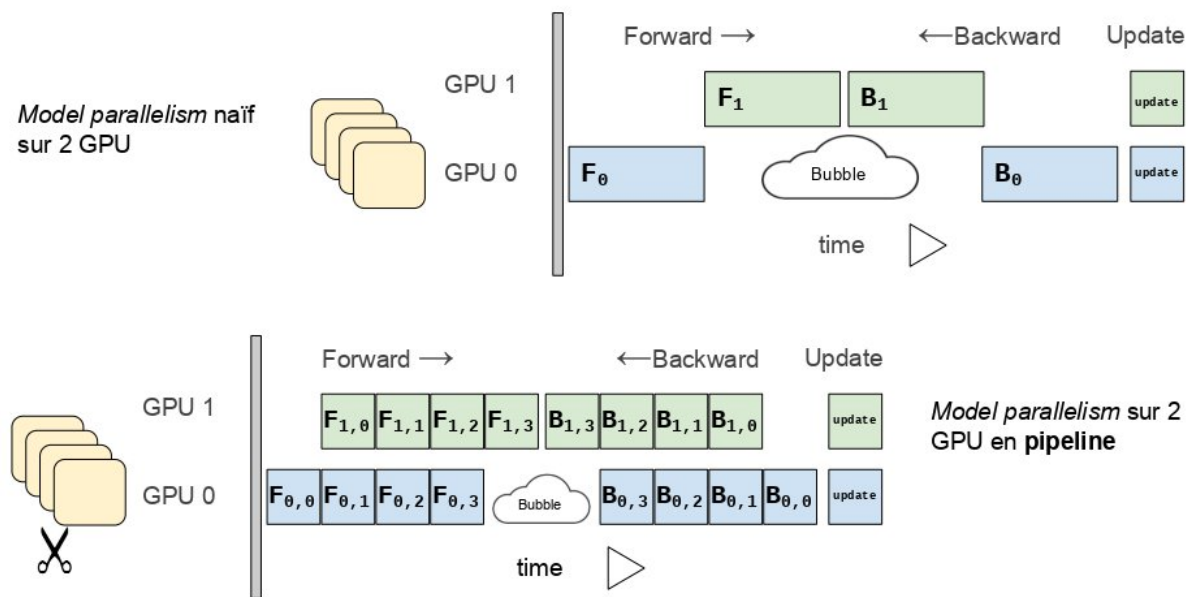 Forward → ←Backward Update
GPU 1
F1 B1 update
Model parallelism naïf
sur 2 GPU
GPU 0
F0 Bubble B0 update
time
Forward → ←Backward Update
GPU 1
F1,0 F1,1 F1,2 F1,3 B1,3 B1,2 B1,1 B1,0 update
Model parallelism sur 2
GPU en pipeline
GPU 0
F0,0 F0,1 F0,2 F0,3 Bubble B0,3 B0,2 B0,1 B0,0 update
time